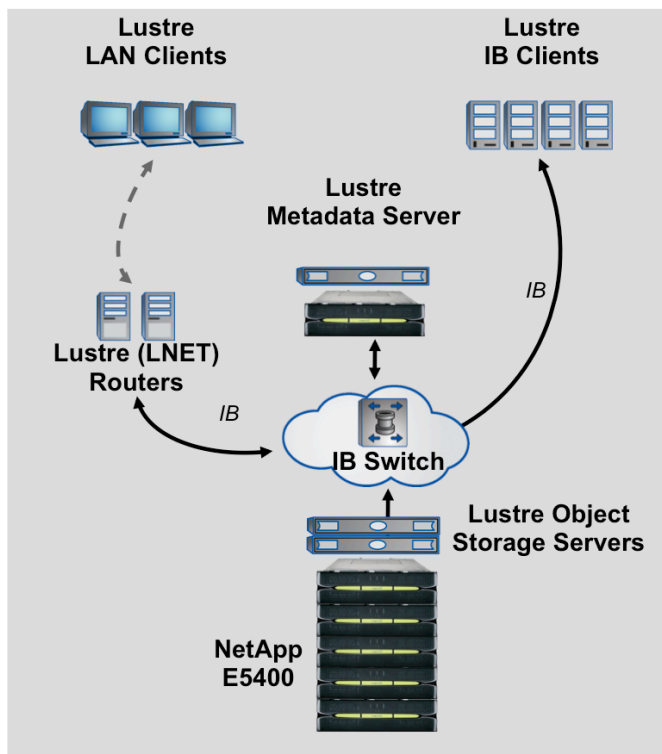 Lustre
LAN Clients
Lustre
IB Clients
Lustre
Metadata Server
IB
Lustre (LNET)
Routers
IB
IB Switch
Lustre Object
Storage Servers
NetApp
E5400